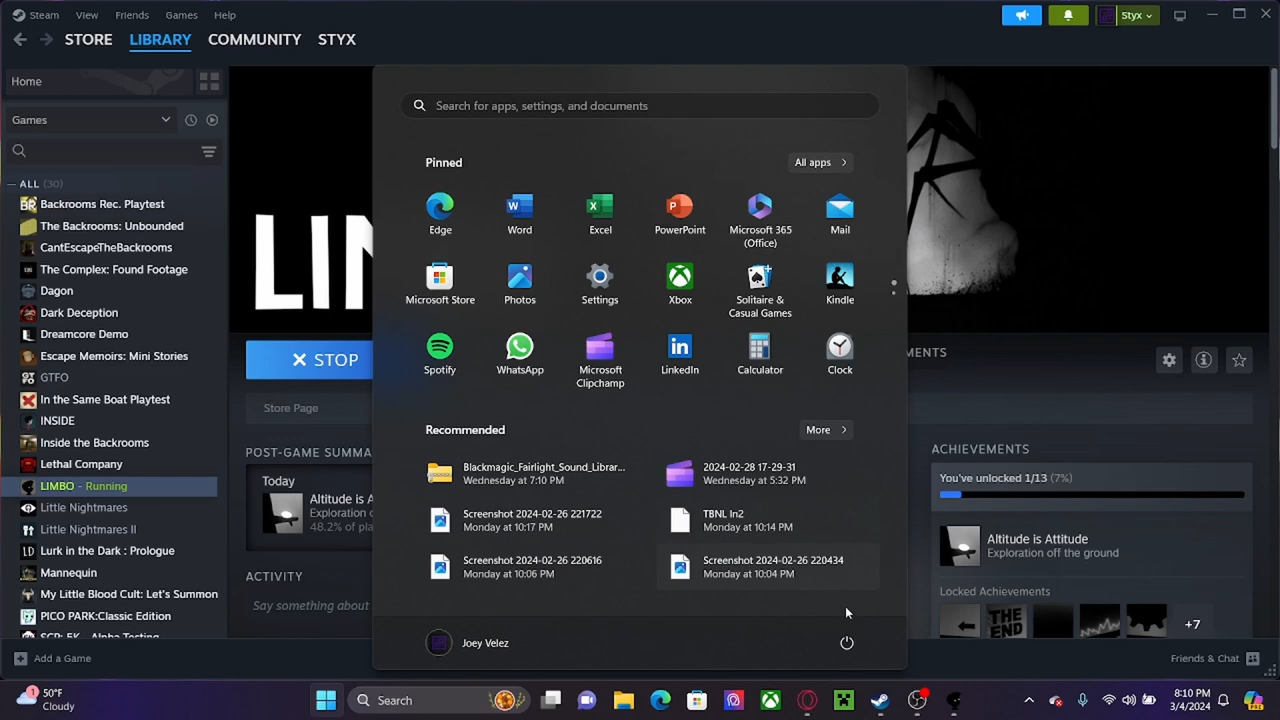 Steam View Friends Games Help
Styx
STORE LIBRARY COMMUNITY STYX
Home
Games
ALL (30)
Backrooms Rec. Playtest
The Backrooms: Unbounded
CantEscapeTheBackrooms
The Complex: Found Footage
Dagon
Dark Deception
Dreamcore Demo
Escape Memoirs: Mini Stories
GTFO
In the Same Boat Playtest
INSIDE
Inside the Backrooms
Lethal Company
LIMBO - Running
Little Nightmares
Little Nightmares II
Lurk in the Dark : Prologue
Mannequin
My Little Blood Cult: Let's Summon
PICO PARK:Classic Edition
SCP: 5K - Alpha Testing
Add a Game
STOP
Store Page
POST-GAME SUMMA
Today
Altitude is A
Exploration o
48.2% of pla
ACTIVITY
Say something about
Search for apps, settings, and documents
Pinned
All apps
Edge
Word
Excel
PowerPoint
Microsoft 365
(Office)
Mail
Microsoft Store
Photos
Settings
Xbox
Solitaire &
Casual Games
Kindle
Spotify
WhatsApp
Microsoft
Clipchamp
LinkedIn
Calculator
Clock
Recommended
More
Blackmagic_Fairlight_Sound_Librar...
Wednesday at 7:10 PM
2024-02-28 17-29-31
Wednesday at 5:32 PM
Screenshot 2024-02-26 221722
Monday at 10:17 PM
TBNL In2
Monday at 10:14 PM
Screenshot 2024-02-26 220616
Monday at 10:06 PM
Screenshot 2024-02-26 220434
Monday at 10:04 PM
Joey Velez
MENTS
ACHIEVEMENTS
You've unlocked 1/13 (7%)
Altitude is Attitude
Exploration off the ground
Locked Achievements
THE
END
+7
Friends & Chat
1
50°F
Cloudy
Search
8:10 PM
3/4/2024